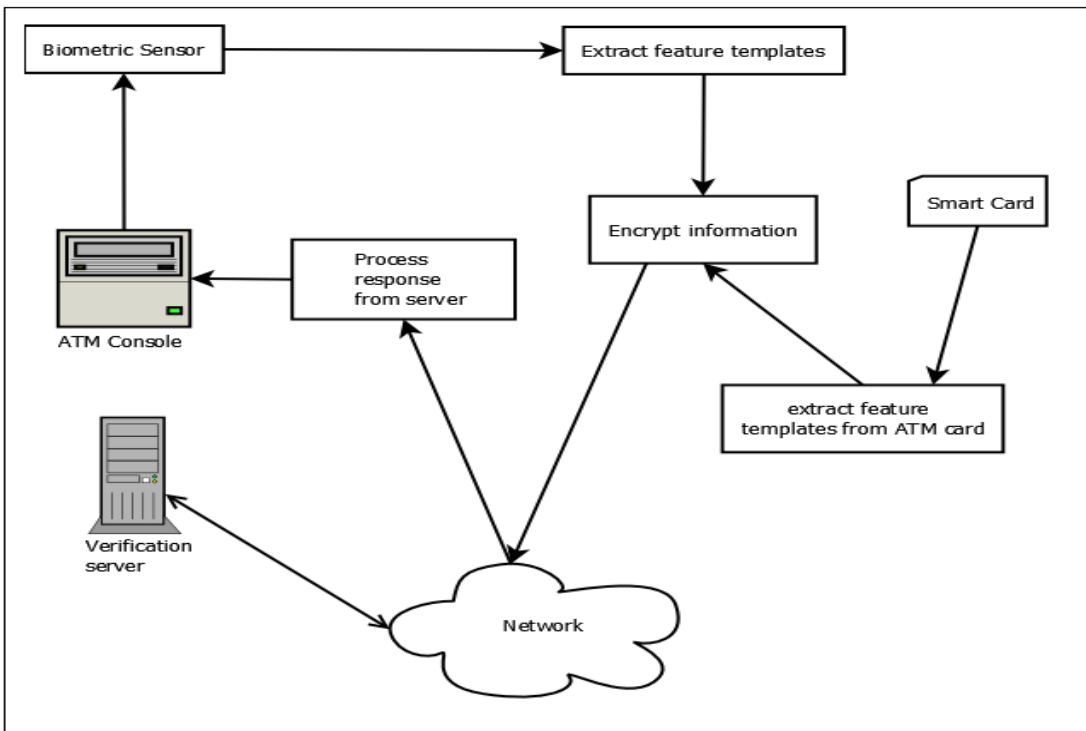 Biometric Sensor
Extract feature templates
Smart Card
Encrypt information
Process
response
from server
ATM Console
extract feature
templates from ATM card
Verification
server
Network